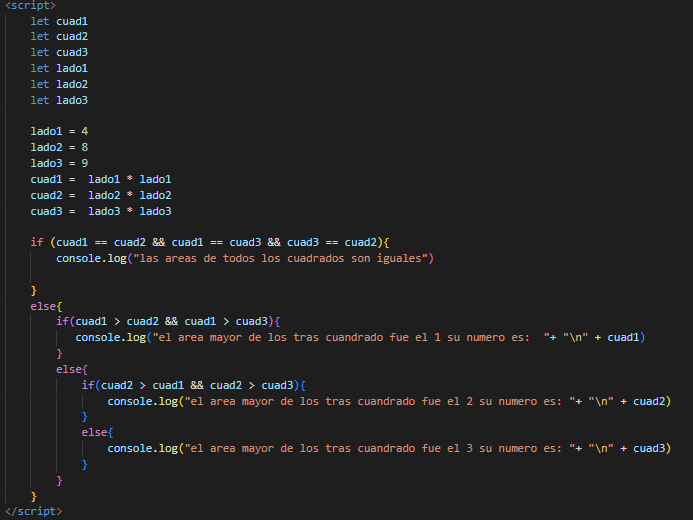 <script>
let cuad1
let cuad2
let cuad3
let lado1
let lado2
let lado3
lado1 = 4
lado2 = 8
lado3 = 9
cuad1 =  lado1 * lado1
cuad2 =  lado2 * lado2
cuad3 =  lado3 * lado3
if (cuad1 == cuad2 && cuad1 == cuad3 && cuad3 == cuad2){
console.log("las areas de todos los cuadrados son iguales")
}
else{
if(cuad1 > cuad2 && cuad1 > cuad3){
console.log("el area mayor de los tras cuandrado fue el 1 su numero es:  "+ "\n" + cuad1)
}
else{
if(cuad2 > cuad1 && cuad2 > cuad3){
console.log("el area mayor de los tras cuandrado fue el 2 su numero es: "+ "\n" + cuad2)
}
else{
console.log("el area mayor de los tras cuandrado fue el 3 su numero es: "+ "\n" + cuad3)
}
}
}
</script>